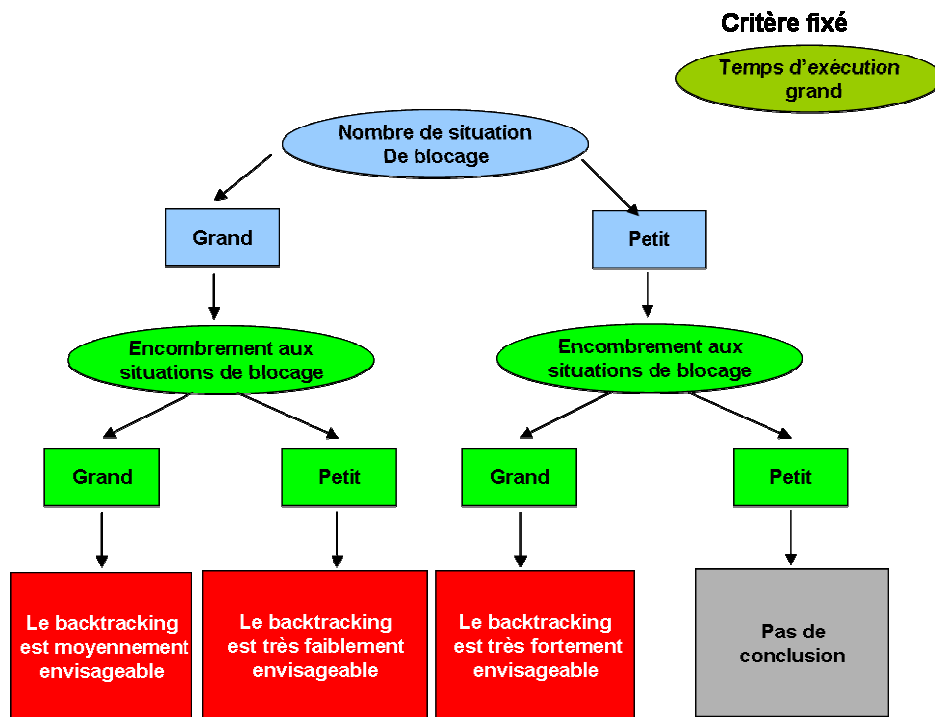 Critère fixé
Temps d'exécution
grand
Nombre de situation
De blocage
Grand
Petit
Encombrement aux
situations de blocage
Encombrement aux
situations de blocage
Grand
Petit
Grand
Petit
Le backtracking
est moyennement
envisageable
Le backtracking
est très faiblement
envisageable
Le backtracking
est très fortement
envisageable
Pas de
conclusion